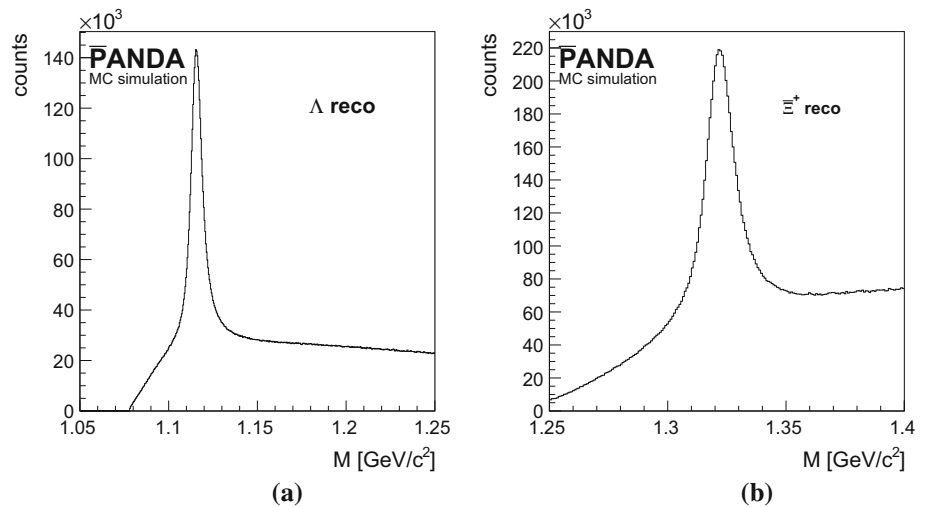 ×10³
counts
P̅ANDA
MC simulation
Λ reco
140
120
100
80
60
40
20
0
1.05 1.1 1.15 1.2 1.25
M [GeV/c²]
(a)
×10³
counts
P̅ANDA
MC simulation
Ξ̅⁺ reco
220
200
180
160
140
120
100
80
60
40
20
0
1.25 1.3 1.35 1.4
M [GeV/c²]
(b)